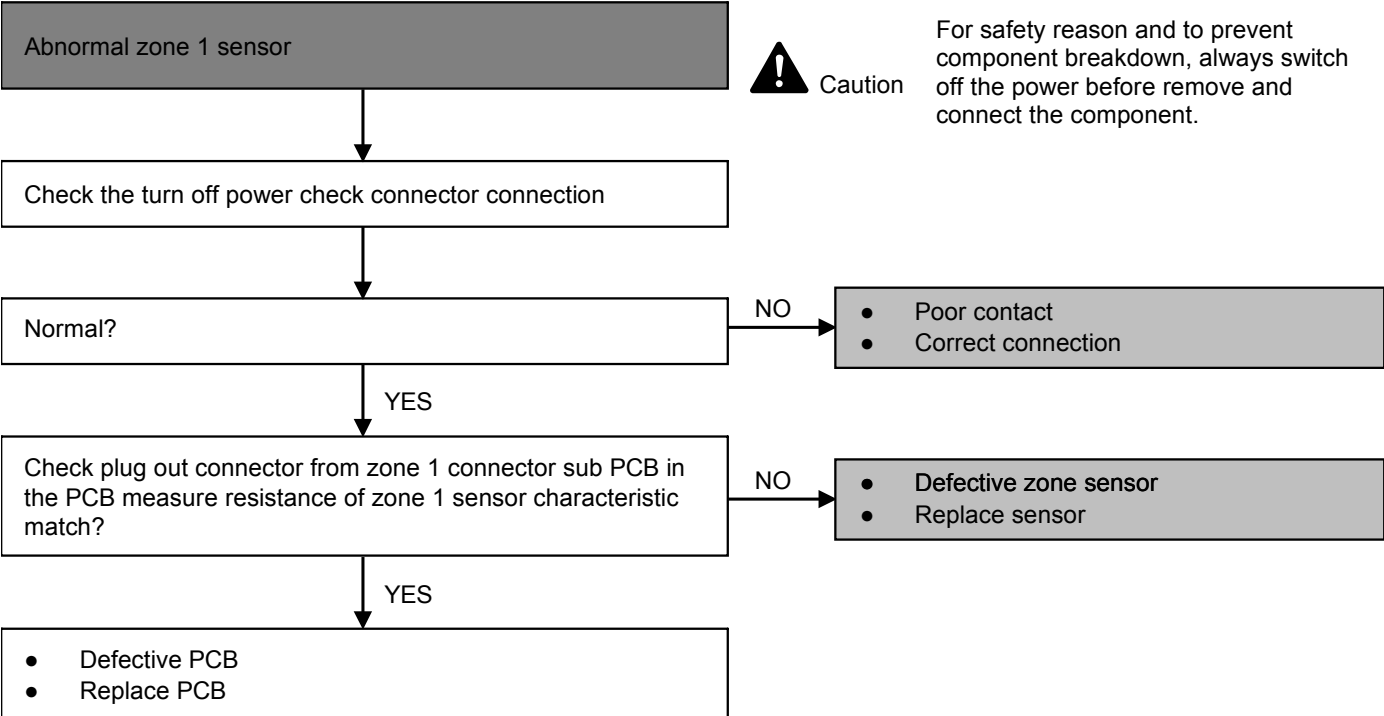 Abnormal zone 1 sensor
Caution
For safety reason and to prevent
component breakdown, always switch
off the power before remove and
connect the component.
Check the turn off power check connector connection
Normal?
NO
● Poor contact
● Correct connection
YES
Check plug out connector from zone 1 connector sub PCB in
the PCB measure resistance of zone 1 sensor characteristic
match?
NO
● Defective zone sensor
● Replace sensor
YES
● Defective PCB
● Replace PCB